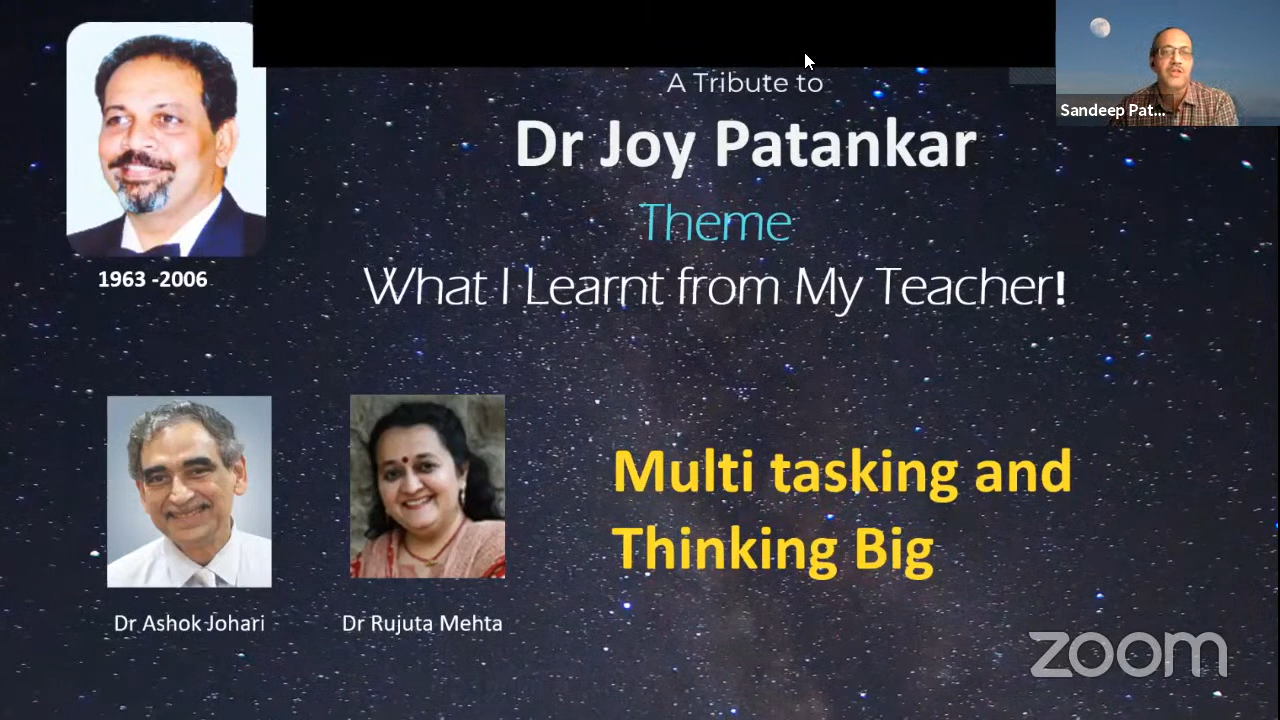 A Tribute to
Dr Joy Patankar
Theme
What I Learnt from My Teacher!
1963 -2006
Sandeep Pat...
Multi tasking and
Thinking Big
Dr Ashok Johari
Dr Rujuta Mehta
zoom